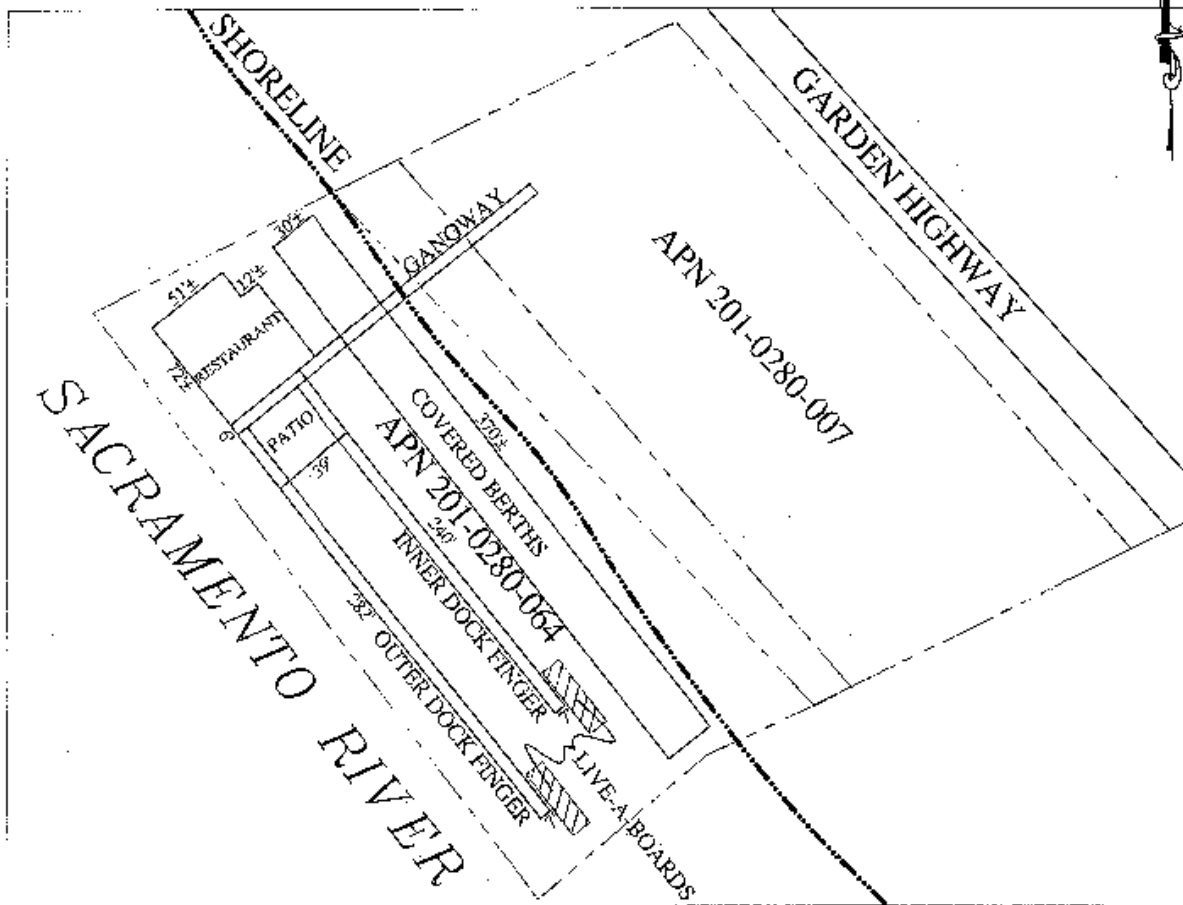 SHORELINE
GARDEN HIGHWAY
GANGWAY
30'±
51'±
12'±
RESTAURANT
72'±
APN 201-0280-007
PATIO
39'
COVERED BERTHS
370'±
APN 201-0280-064
240'
INNER DOCK FINGER
282' OUTER DOCK FINGER
LIVE-A-BOARDS
SACRAMENTO RIVER